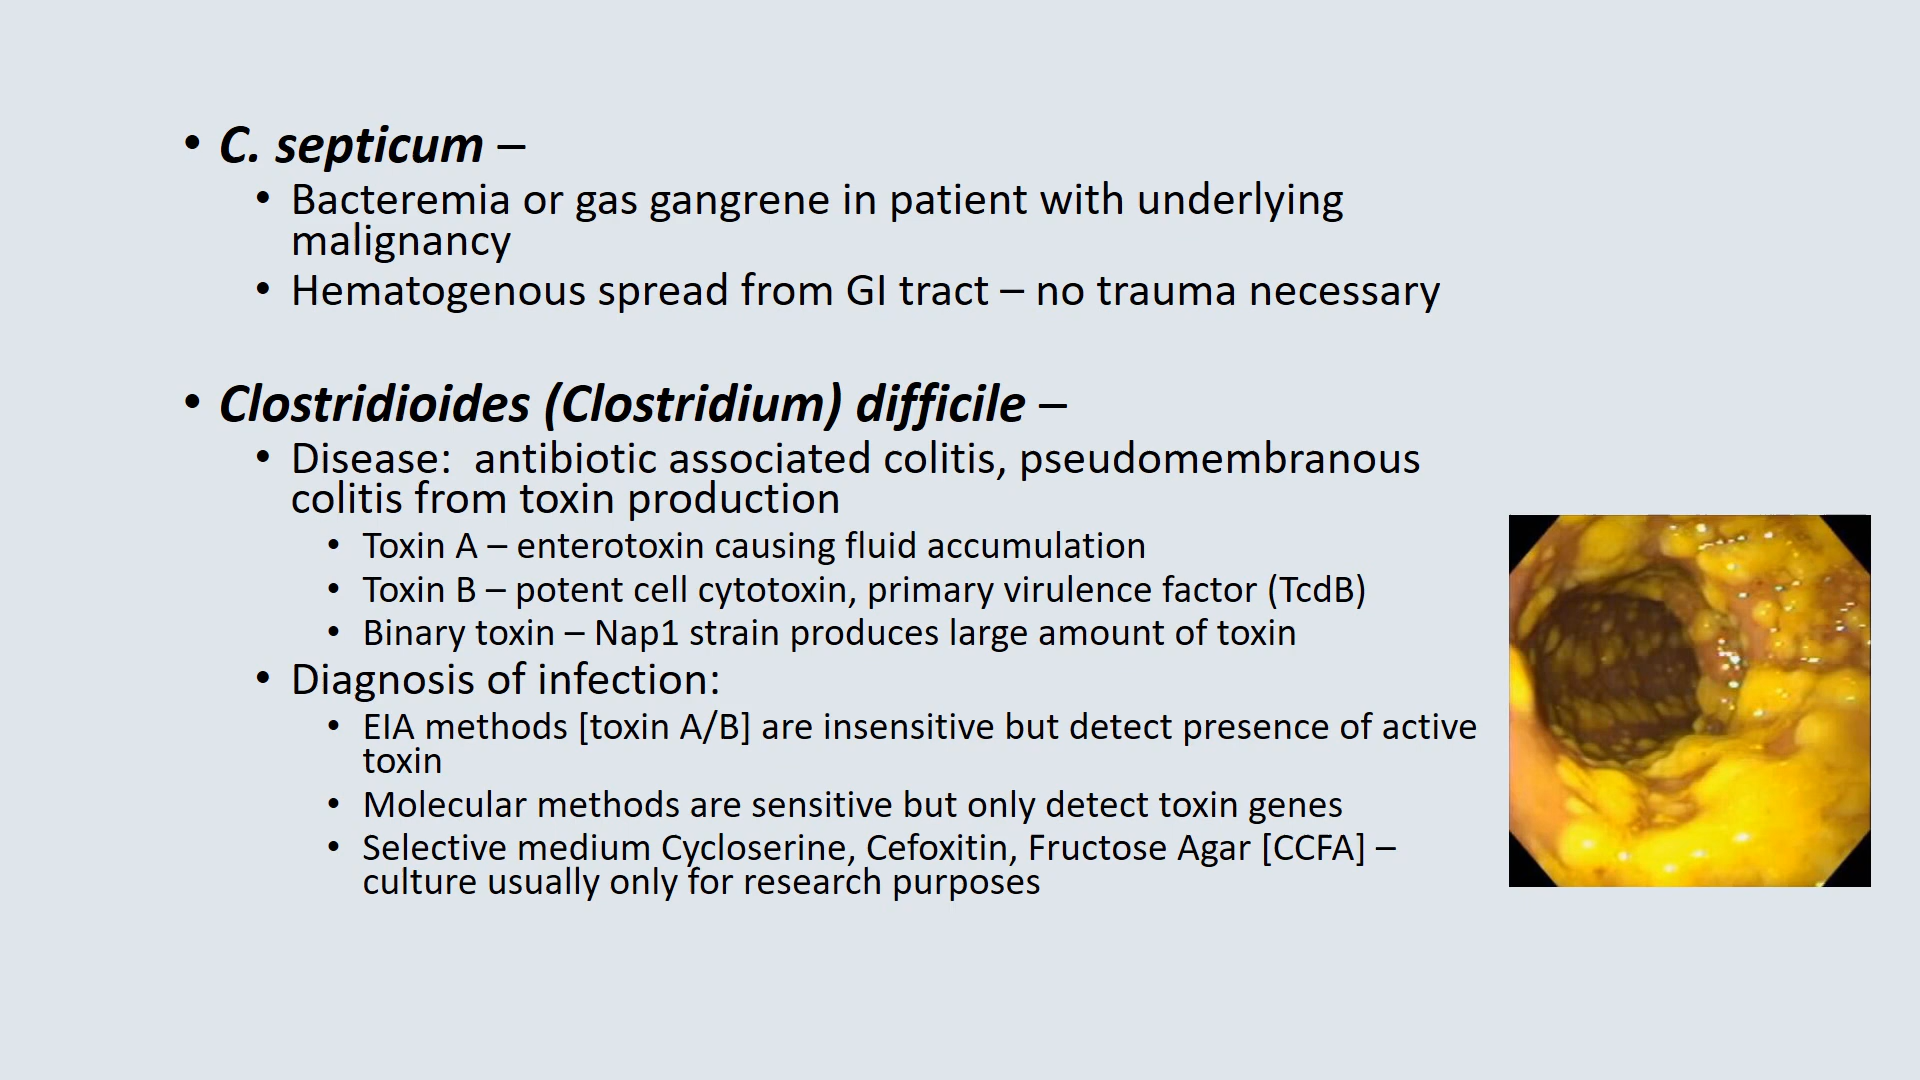 • C. septicum –
• Bacteremia or gas gangrene in patient with underlying
malignancy
• Hematogenous spread from GI tract – no trauma necessary
• Clostridioides (Clostridium) difficile –
• Disease:  antibiotic associated colitis, pseudomembranous
colitis from toxin production
• Toxin A – enterotoxin causing fluid accumulation
• Toxin B – potent cell cytotoxin, primary virulence factor (TcdB)
• Binary toxin – Nap1 strain produces large amount of toxin
• Diagnosis of infection:
• EIA methods [toxin A/B] are insensitive but detect presence of active
toxin
• Molecular methods are sensitive but only detect toxin genes
• Selective medium Cycloserine, Cefoxitin, Fructose Agar [CCFA] –
culture usually only for research purposes